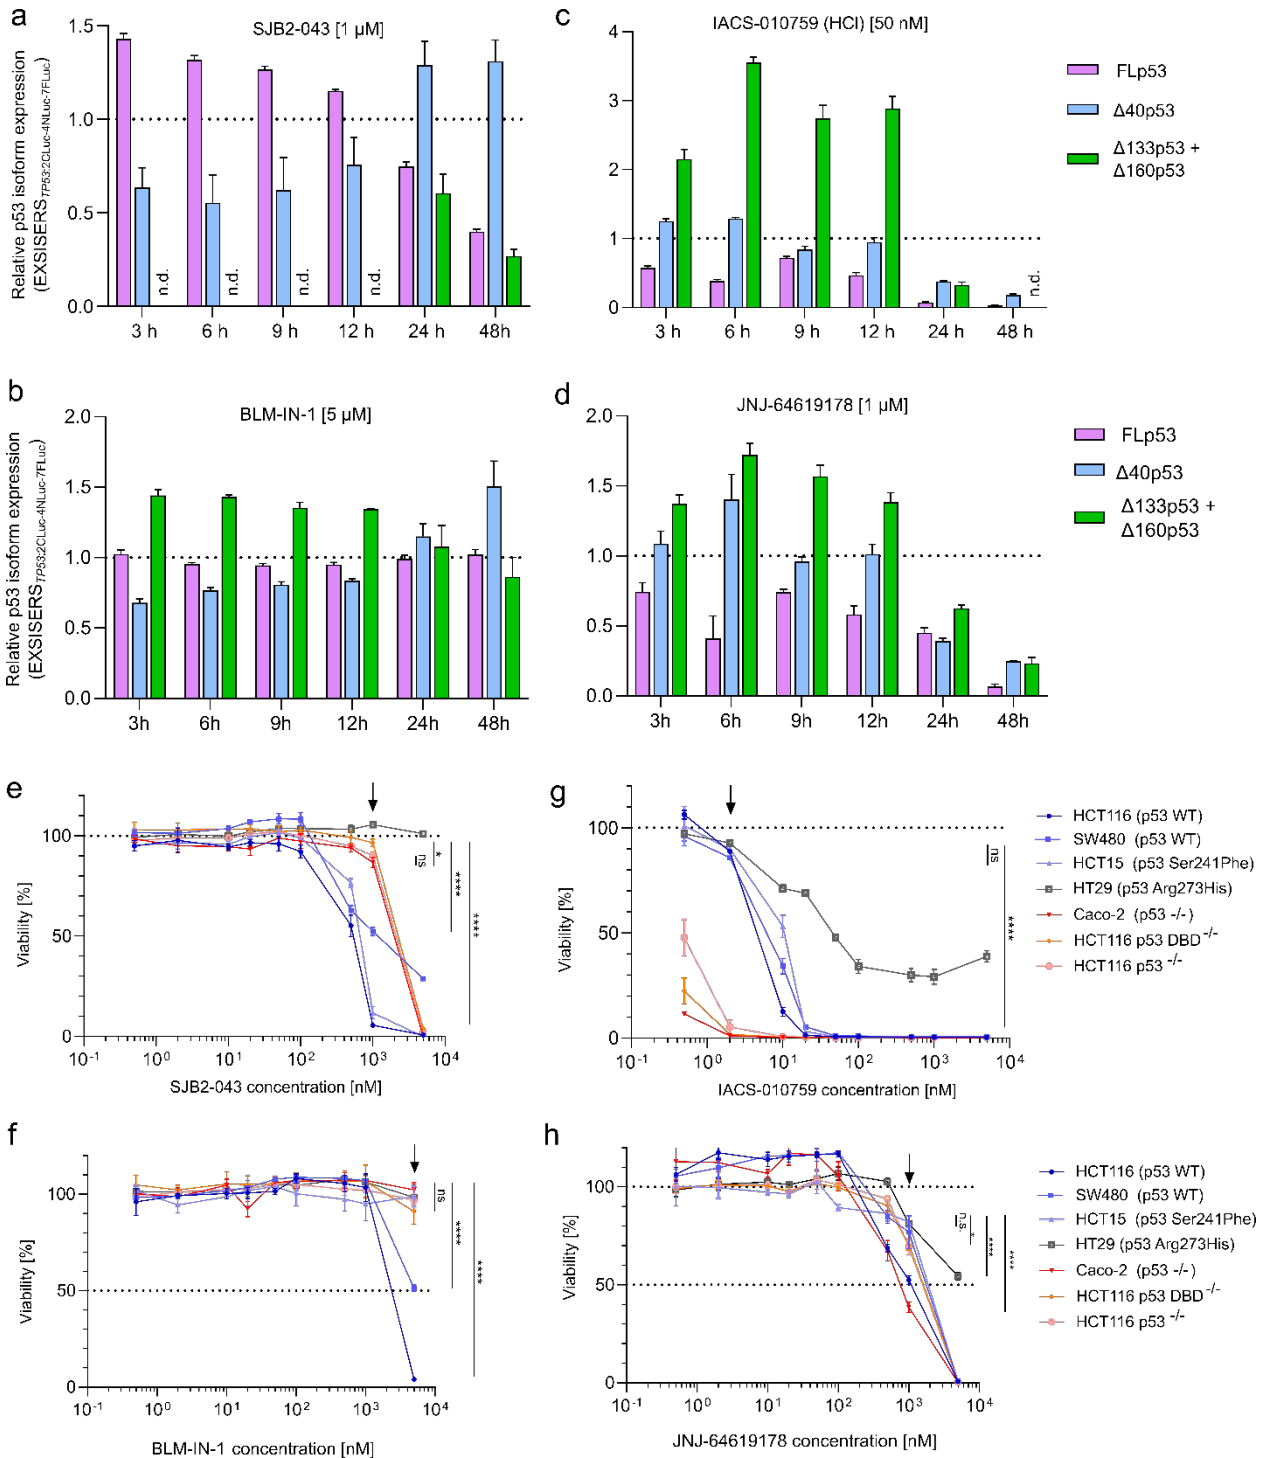 a
SJB2-043 [1 µM]
Relative p53 isoform expression
(EXSISERS TP53:2CLuc-4NLuc-7FLuc)
1.5
1.0
0.5
0.0
n.d.
n.d.
n.d.
n.d.
3 h
6 h
9 h
12 h
24 h
48h
c
IACS-010759 (HCl) [50 nM]
4
3
2
1
0
n.d.
3 h
6 h
9 h
12 h
24 h
48 h
FLp53
Δ40p53
Δ133p53 +
Δ160p53
b
BLM-IN-1 [5 µM]
Relative p53 isoform expression
(EXSISERS TP53:2CLuc-4NLuc-7FLuc)
2.0
1.5
1.0
0.5
0.0
3h
6h
9h
12h
24h
48h
d
JNJ-64619178 [1 µM]
2.0
1.5
1.0
0.5
0.0
3h
6h
9h
12h
24h
48h
FLp53
Δ40p53
Δ133p53 +
Δ160p53
e
Viability [%]
100
50
0
ns
*
****
****
10-1
100
101
102
103
104
SJB2-043 concentration [nM]
g
Viability [%]
100
50
0
ns
****
10-1
100
101
102
103
104
IACS-010759 concentration [nM]
HCT116 (p53 WT)
SW480 (p53 WT)
HCT15 (p53 Ser241Phe)
HT29 (p53 Arg273His)
Caco-2 (p53 -/-)
HCT116 p53 DBD-/-
HCT116 p53 -/-
f
Viability [%]
100
50
0
ns
****
****
10-1
100
101
102
103
104
BLM-IN-1 concentration [nM]
h
Viability [%]
100
50
0
n.s.
*
****
****
10-1
100
101
102
103
104
JNJ-64619178 concentration [nM]
HCT116 (p53 WT)
SW480 (p53 WT)
HCT15 (p53 Ser241Phe)
HT29 (p53 Arg273His)
Caco-2 (p53 -/-)
HCT116 p53 DBD-/-
HCT116 p53 -/-